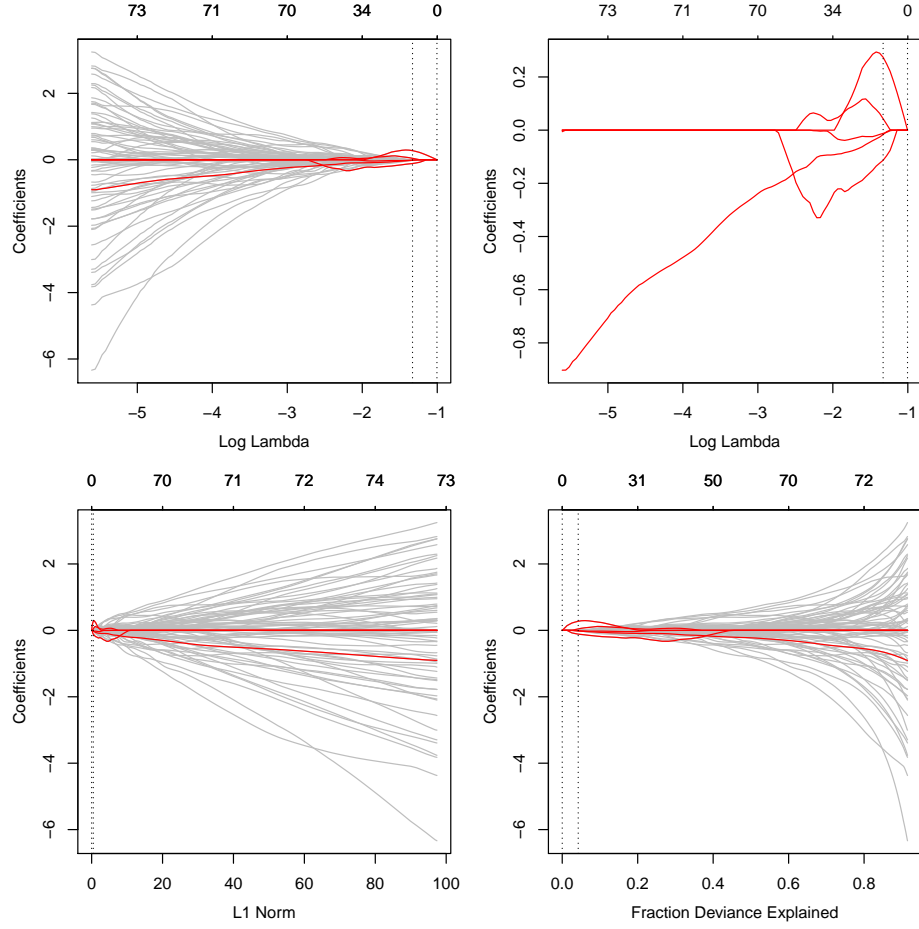 73 71 70 34 0
2
0
−2
−4
−6
Coefficients
−5 −4 −3 −2 −1
Log Lambda
73 71 70 34 0
0.2
0.0
−0.2
−0.4
−0.6
−0.8
Coefficients
−5 −4 −3 −2 −1
Log Lambda
0 70 71 72 74 73
2
0
−2
−4
−6
Coefficients
0 20 40 60 80 100
L1 Norm
0 31 50 70 72
2
0
−2
−4
−6
Coefficients
0.0 0.2 0.4 0.6 0.8
Fraction Deviance Explained